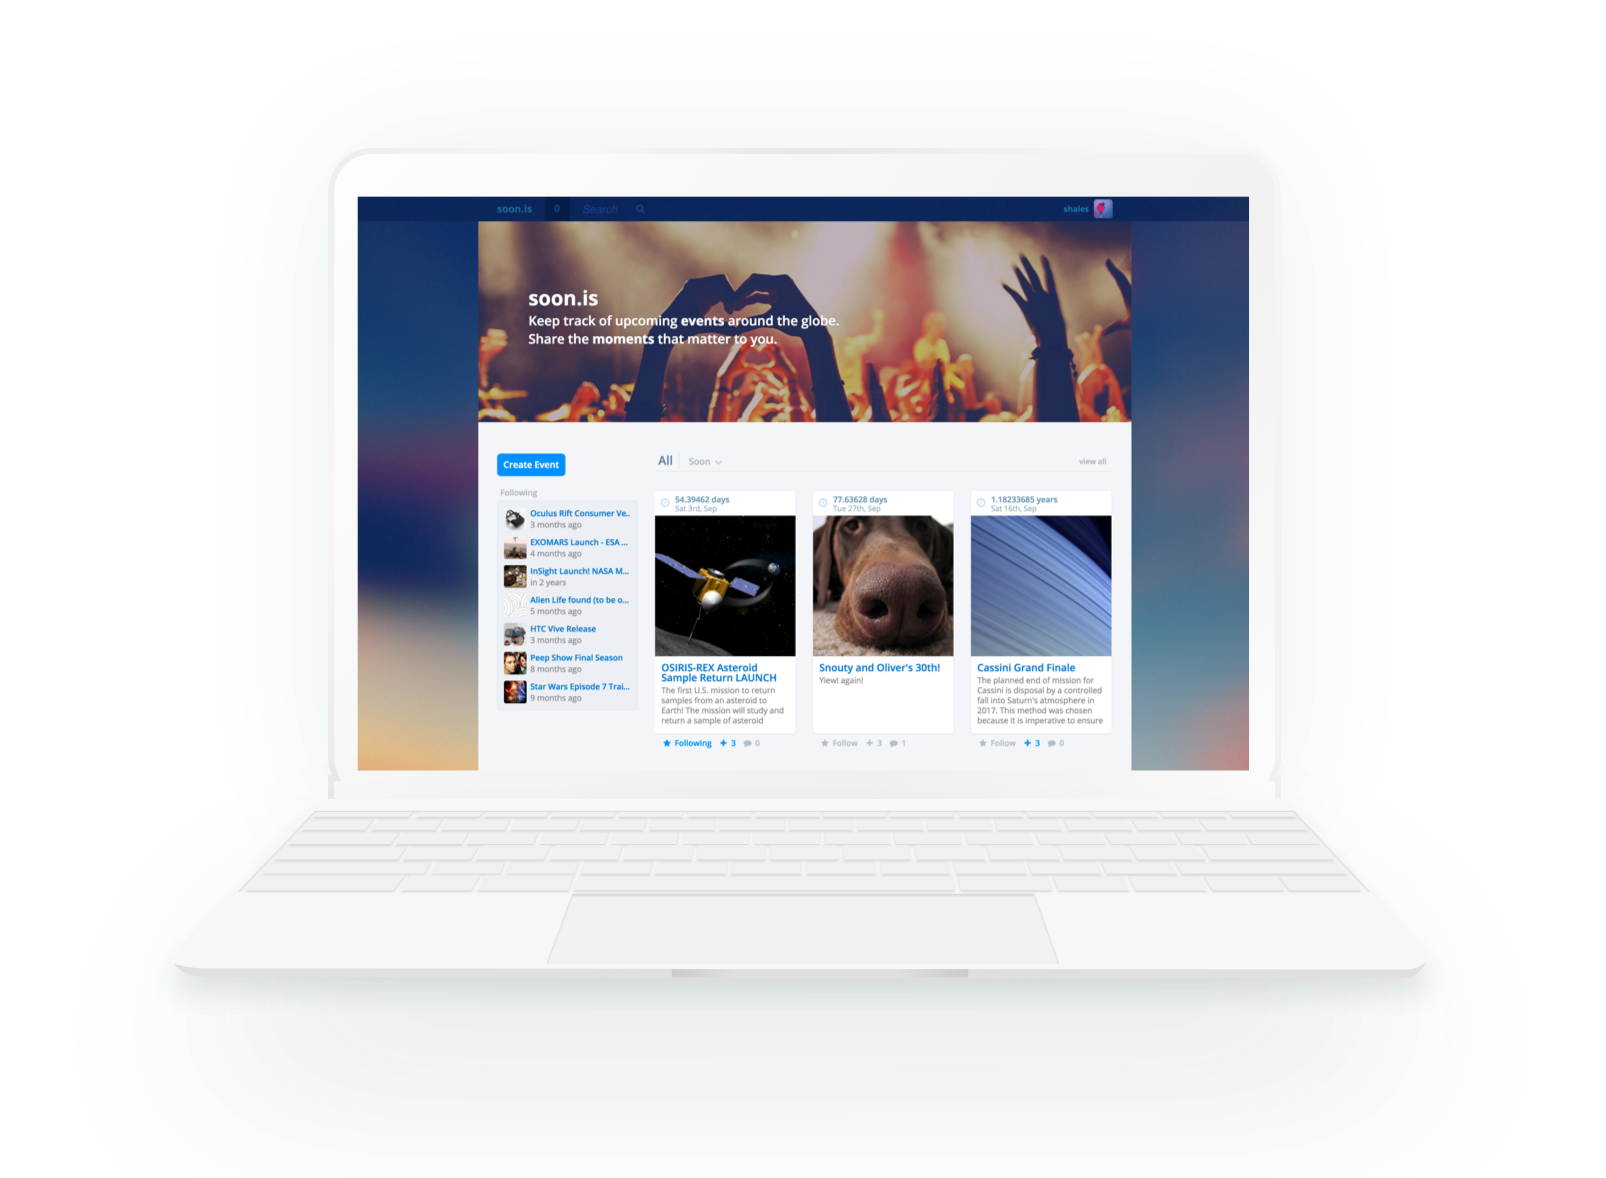 soon.is 0 Search shales
soon.is
Keep track of upcoming events around the globe.
Share the moments that matter to you.
Create Event
All Soon view all
Following
Oculus Rift Consumer Ve..
3 months ago
EXOMARS Launch - ESA ...
4 months ago
InSight Launch! NASA M...
in 2 years
Alien Life found (to be o...
5 months ago
HTC Vive Release
3 months ago
Peep Show Final Season
8 months ago
Star Wars Episode 7 Trai...
9 months ago
54.39462 days
Sat 3rd, Sep
OSIRIS-REX Asteroid
Sample Return LAUNCH
The first U.S. mission to return
samples from an asteroid to
Earth! The mission will study and
return a sample of asteroid
Following 3 0
77.63628 days
Tue 27th, Sep
Snouty and Oliver's 30th!
Yiew! again!
Follow 3 1
1.18233685 years
Sat 16th, Sep
Cassini Grand Finale
The planned end of mission for
Cassini is disposal by a controlled
fall into Saturn's atmosphere in
2017. This method was chosen
because it is imperative to ensure
Follow 3 0